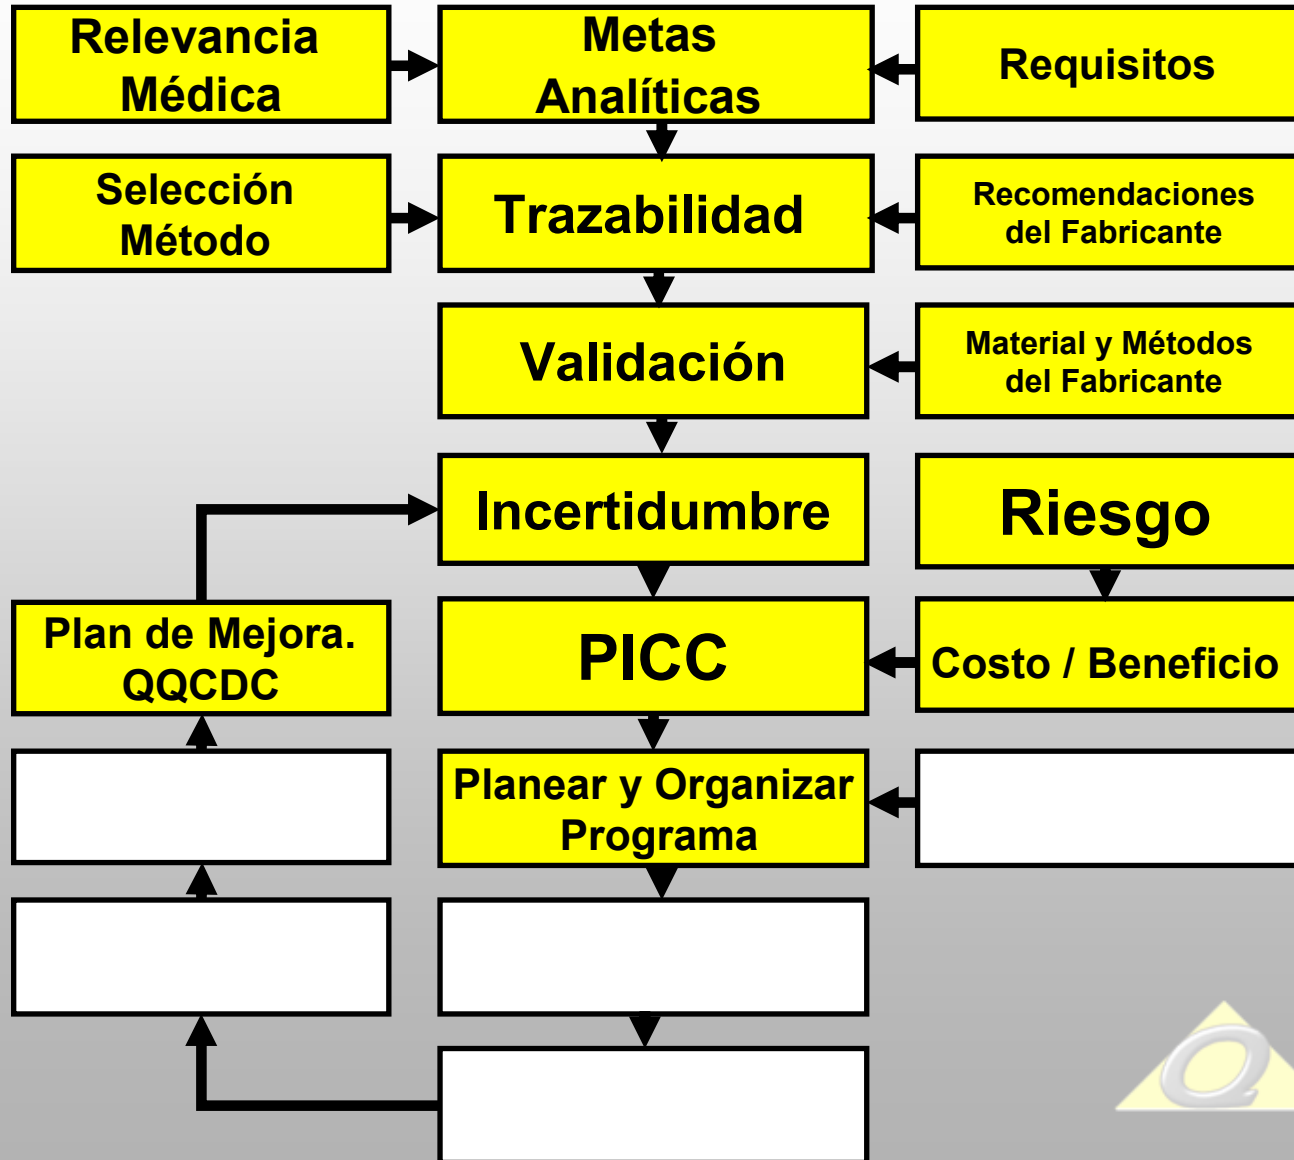 Relevancia
Médica
Metas
Analíticas
Requisitos
Selección
Método
Trazabilidad
Recomendaciones
del Fabricante
Validación
Material y Métodos
del Fabricante
Incertidumbre
Riesgo
Plan de Mejora.
QQCDC
PICC
Costo / Beneficio
Planear y Organizar
Programa
Q